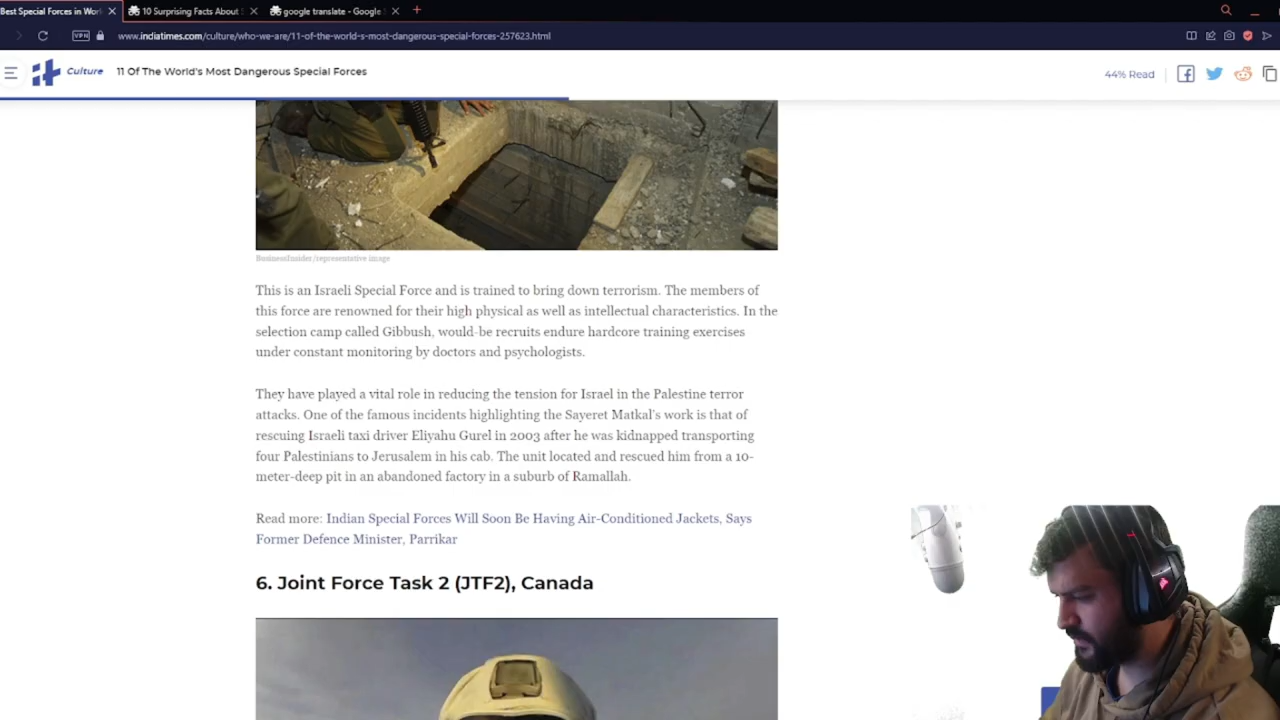 Best Special Forces in Worl
10 Surprising Facts About
google translate - Google
VPN
www.indiatimes.com/culture/who-we-are/11-of-the-world-s-most-dangerous-special-forces-257623.html
it Culture 11 Of The World's Most Dangerous Special Forces
44% Read
BusinessInsider/representative image
This is an Israeli Special Force and is trained to bring down terrorism. The members of
this force are renowned for their high physical as well as intellectual characteristics. In the
selection camp called Gibbush, would-be recruits endure hardcore training exercises
under constant monitoring by doctors and psychologists.
They have played a vital role in reducing the tension for Israel in the Palestine terror
attacks. One of the famous incidents highlighting the Sayeret Matkal's work is that of
rescuing Israeli taxi driver Eliyahu Gurel in 2003 after he was kidnapped transporting
four Palestinians to Jerusalem in his cab. The unit located and rescued him from a 10-
meter-deep pit in an abandoned factory in a suburb of Ramallah.
Read more: Indian Special Forces Will Soon Be Having Air-Conditioned Jackets, Says
Former Defence Minister, Parrikar
6. Joint Force Task 2 (JTF2), Canada